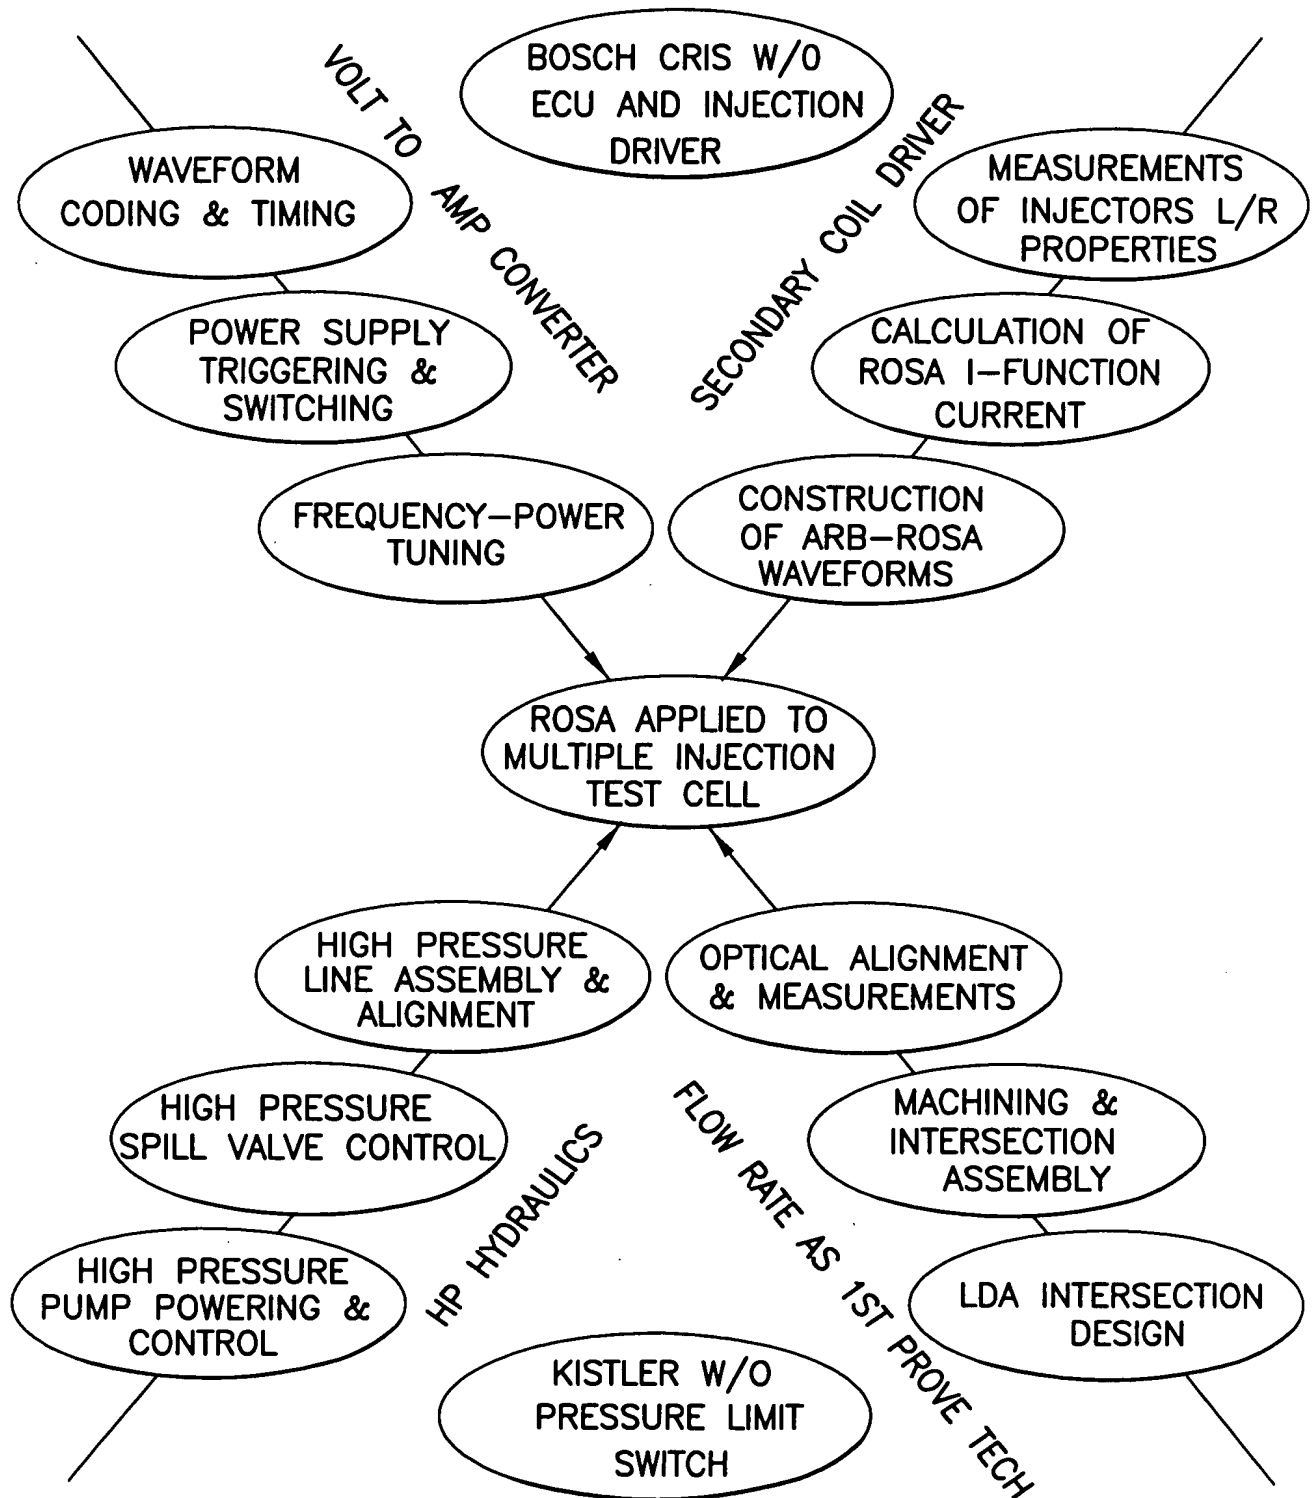 BOSCH CRIS W/O
ECU AND INJECTION
DRIVER
VOLT TO AMP CONVERTER
SECONDARY COIL DRIVER
WAVEFORM
CODING & TIMING
MEASUREMENTS
OF INJECTORS L/R
PROPERTIES
POWER SUPPLY
TRIGGERING &
SWITCHING
CALCULATION OF
ROSA I-FUNCTION
CURRENT
FREQUENCY-POWER
TUNING
CONSTRUCTION
OF ARB-ROSA
WAVEFORMS
ROSA APPLIED TO
MULTIPLE INJECTION
TEST CELL
HIGH PRESSURE
LINE ASSEMBLY &
ALIGNMENT
OPTICAL ALIGNMENT
& MEASUREMENTS
HIGH PRESSURE
SPILL VALVE CONTROL
MACHINING &
INTERSECTION
ASSEMBLY
HP HYDRAULICS
FLOW RATE AS 1ST PROVE TECH
HIGH PRESSURE
PUMP POWERING &
CONTROL
LDA INTERSECTION
DESIGN
KISTLER W/O
PRESSURE LIMIT
SWITCH